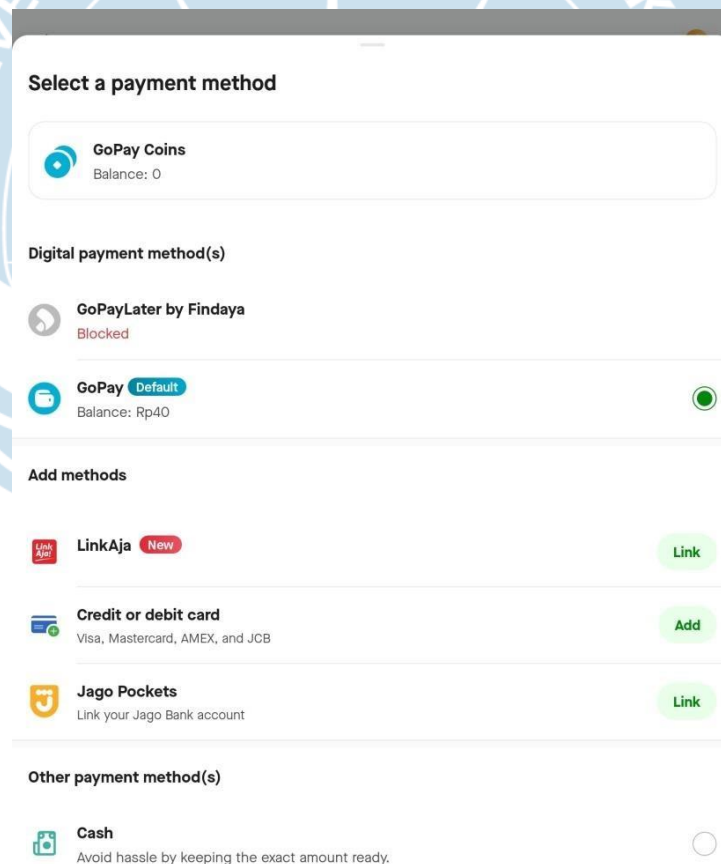 Select a payment method
GoPay Coins
Balance: 0
Digital payment method(s)
GoPayLater by Findaya
Blocked
GoPay Default
Balance: Rp40
Add methods
Link Aja!
LinkAja New
Link
Credit or debit card
Visa, Mastercard, AMEX, and JCB
Add
Jago Pockets
Link your Jago Bank account
Link
Other payment method(s)
Cash
Avoid hassle by keeping the exact amount ready.